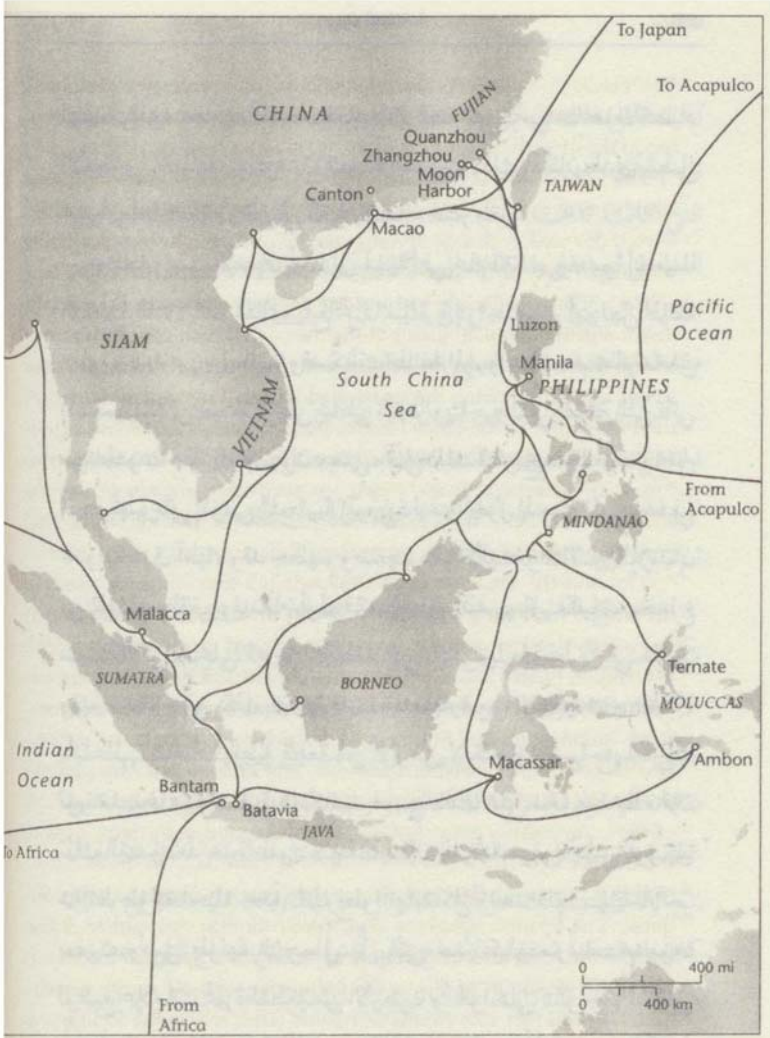 To Japan
To Acapulco
CHINA
FUJIAN
Quanzhou
Zhangzhou
Moon
Harbor
TAIWAN
Canton
Macao
Pacific
Ocean
SIAM
Luzon
Manila
PHILIPPINES
South China
Sea
VIETNAM
From
Acapulco
MINDANAO
Malacca
SUMATRA
BORNEO
Ternate
MOLUCCAS
Indian
Ocean
Macassar
Ambon
Bantam
Batavia
JAVA
To Africa
From
Africa
0 400 mi
0 400 km